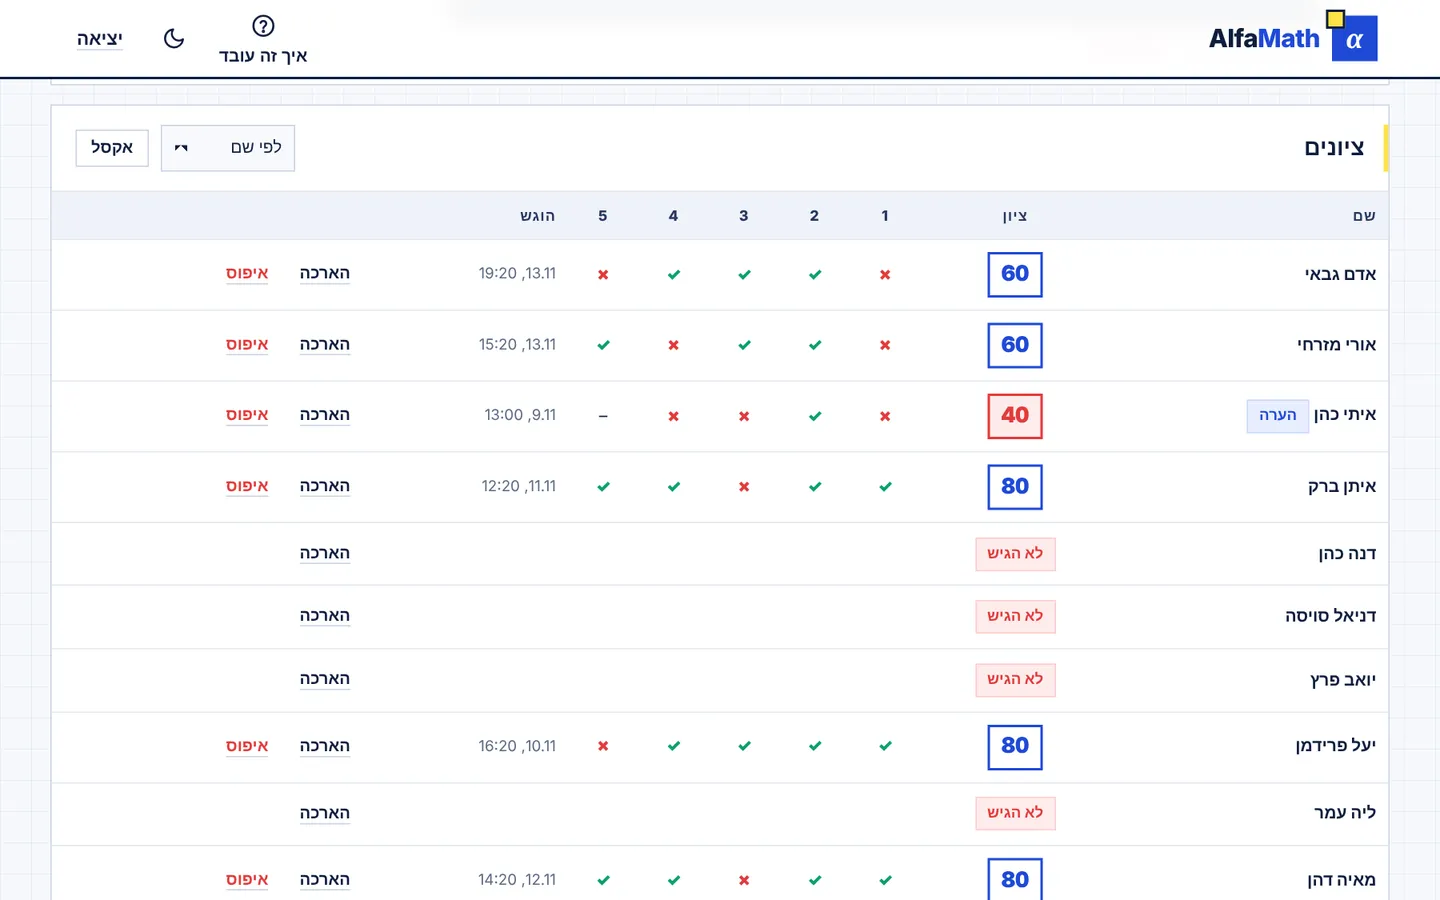 α AlfaMath
איך זה עובד
יציאה
ציונים
לפי שם
אקסל
שם ציון 1 2 3 4 5 הוגש
אדם גבאי 60 ✗ ✓ ✓ ✓ ✗ 13.11, 19:20 הארכה איפוס
אורי מזרחי 60 ✗ ✓ ✓ ✗ ✓ 13.11, 15:20 הארכה איפוס
איתי כהן הערה 40 ✗ ✓ ✗ ✗ – 9.11, 13:00 הארכה איפוס
איתן ברק 80 ✓ ✓ ✗ ✓ ✓ 11.11, 12:20 הארכה איפוס
דנה כהן לא הגיש הארכה
דניאל סויסה לא הגיש הארכה
יואב פרץ לא הגיש הארכה
יעל פרידמן 80 ✓ ✓ ✓ ✓ ✗ 10.11, 16:20 הארכה איפוס
ליה עמר לא הגיש הארכה
מאיה דהן 80 ✓ ✓ ✗ ✓ ✓ 12.11, 14:20 הארכה איפוס